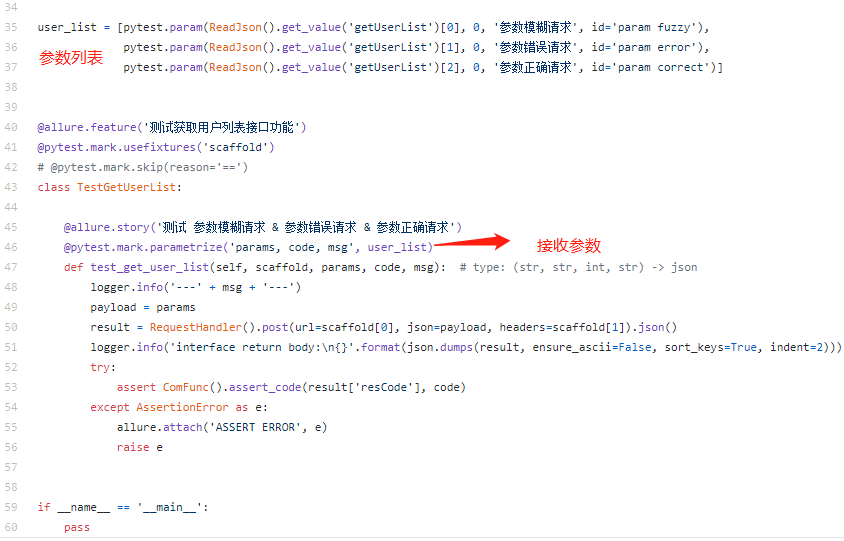 34
35 user_list = [pytest.param(ReadJson().get_value('getUserList')[0], 0, '参数模糊请求', id='param fuzzy'),
36 pytest.param(ReadJson().get_value('getUserList')[1], 0, '参数错误请求', id='param error'),
参数列表
37 pytest.param(ReadJson().get_value('getUserList')[2], 0, '参数正确请求', id='param correct')]
38
39
40 @allure.feature('测试获取用户列表接口功能')
41 @pytest.mark.usefixtures('scaffold')
42 # @pytest.mark.skip(reason='==')
43 class TestGetUserList:
44
45 @allure.story('测试 参数模糊请求 & 参数错误请求 & 参数正确请求')
46 @pytest.mark.parametrize('params, code, msg', user_list)
接收参数
47 def test_get_user_list(self, scaffold, params, code, msg):  # type: (str, str, int, str) -> json
48 logger.info('---' + msg + '---')
49 payload = params
50 result = RequestHandler().post(url=scaffold[0], json=payload, headers=scaffold[1]).json()
51 logger.info('interface return body:\n{}'.format(json.dumps(result, ensure_ascii=False, sort_keys=True, indent=2)))
52 try:
53 assert ComFunc().assert_code(result['resCode'], code)
54 except AssertionError as e:
55 allure.attach('ASSERT ERROR', e)
56 raise e
57
58
59 if __name__ == '__main__':
60 pass